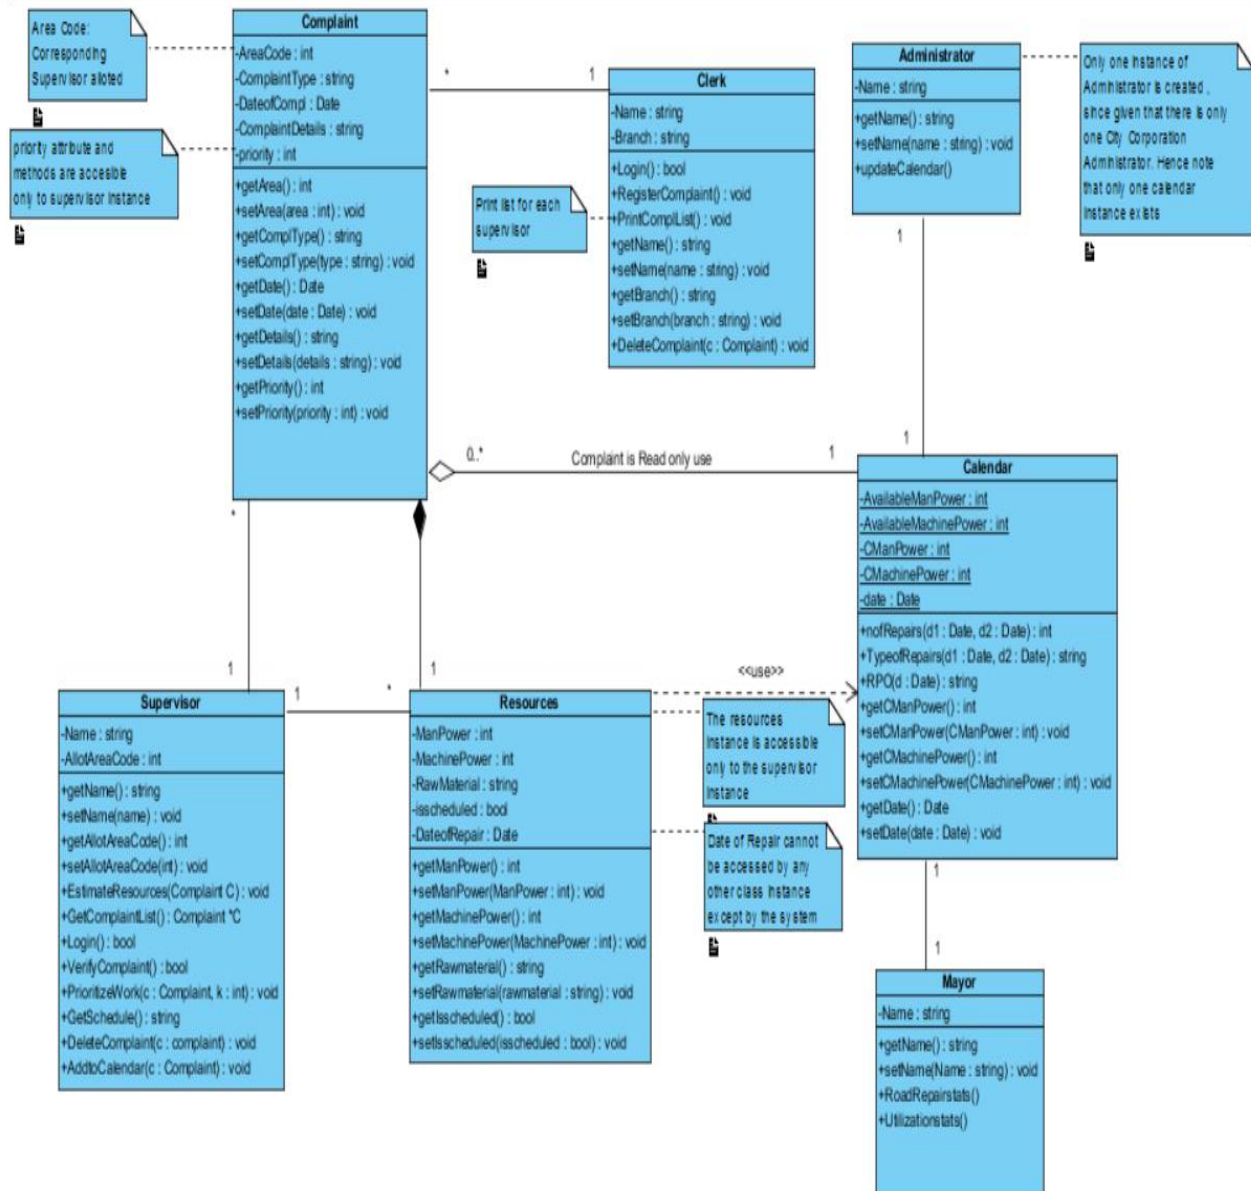 Area Code:
Corresponding
Supervisor alloted
priority attribute and
methods are accesible
only to supervisor instance
Complaint
-AreaCode : int
-ComplaintType : string
-DateofCompl : Date
-ComplaintDetails : string
-priority : int
+getArea() : int
+setArea(area : int) : void
+getComplType() : string
+setComplType(type : string) : void
+getDate() : Date
+setDate(date : Date) : void
+getDetails() : string
+setDetails(details : string) : void
+getPriority() : int
+setPriority(priority : int) : void
*
1
Clerk
-Name : string
-Branch : string
+Login() : bool
+RegisterComplaint() : void
+PrintComplList() : void
+getName() : string
+setName(name : string) : void
+getBranch() : string
+setBranch(branch : string) : void
+DeleteComplaint(c : Complaint) : void
Print list for each
supervisor
Administrator
-Name : string
+getName() : string
+setName(name : string) : void
+updateCalendar()
Only one instance of
Administrator is created ,
since given that there is only
one City Corporation
Administrator. Hence note
that only one calendar
instance exists
1
1
0..*
Complaint is Read only use
1
Calendar
-AvailableManPower : int
-AvailableMachinePower : int
-CManPower : int
-CMachinePower : int
-date : Date
+nofRepairs(d1 : Date, d2 : Date) : int
+TypeofRepairs(d1 : Date, d2 : Date) : string
+RPO(d : Date) : string
+getCManPower() : int
+setCManPower(CManPower : int) : void
+getCMachinePower() : int
+setCMachinePower(CMachinePower : int) : void
+getDate() : Date
+setDate(date : Date) : void
*
1
1
1
*
<<use>>
Supervisor
-Name : string
-AllotAreaCode : int
+getName() : string
+setName(name) : void
+getAllotAreaCode() : int
+setAllotAreaCode(int) : void
+EstimateResources(Complaint C) : void
+GetComplaintList() : Complaint *C
+Login() : bool
+VerifyComplaint() : bool
+PrioritizeWork(c : Complaint, k : int) : void
+GetSchedule() : string
+DeleteComplaint(c : complaint) : void
+AddtoCalendar(c : Complaint) : void
Resources
-ManPower : int
-MachinePower : int
-RawMaterial : string
-isscheduled : bool
-DateofRepair : Date
+getManPower() : int
+setManPower(ManPower : int) : void
+getMachinePower() : int
+setMachinePower(MachinePower : int) : void
+getRawmaterial() : string
+setRawmaterial(rawmaterial : string) : void
+getIsscheduled() : bool
+setIsscheduled(isscheduled : bool) : void
The resources
instance is accessible
only to the supervisor
instance
Date of Repair cannot
be accessed by any
other class instance
except by the system
1
1
Mayor
-Name : string
+getName() : string
+setName(Name : string) : void
+RoadRepairstats()
+Utilizationstats()